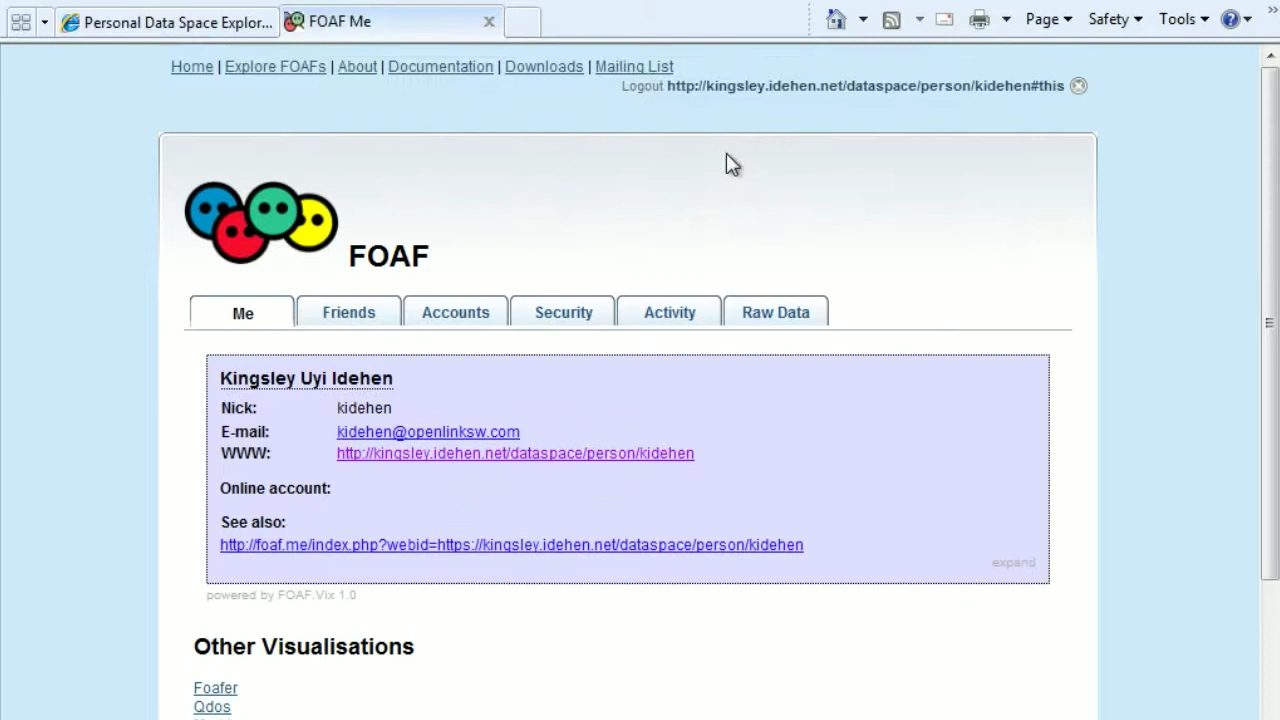 Personal Data Space Explor...
FOAF Me
Page
Safety
Tools
Home | Explore FOAFs | About | Documentation | Downloads | Mailing List
Logout http://kingsley.idehen.net/dataspace/person/kidehen#this
FOAF
Me
Friends
Accounts
Security
Activity
Raw Data
Kingsley Uyi Idehen
Nick: kidehen
E-mail: kidehen@openlinksw.com
WWW: http://kingsley.idehen.net/dataspace/person/kidehen
Online account:
See also:
http://foaf.me/index.php?webid=https://kingsley.idehen.net/dataspace/person/kidehen
expand
powered by FOAF.Vix 1.0
Other Visualisations
Foafer
Qdos